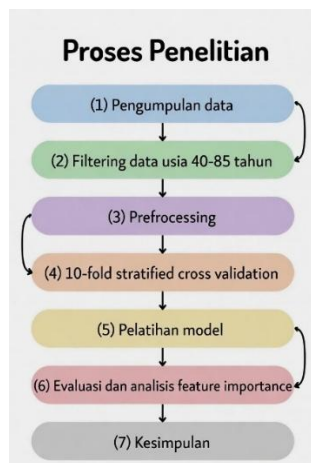 Proses Penelitian
(1) Pengumpulan data
(2) Filtering data usia 40-85 tahun
(3) Prefrocessing
(4) 10-fold stratified cross validation
(5) Pelatihan model
(6) Evaluasi dan analisis feature importance
(7) Kesimpulan